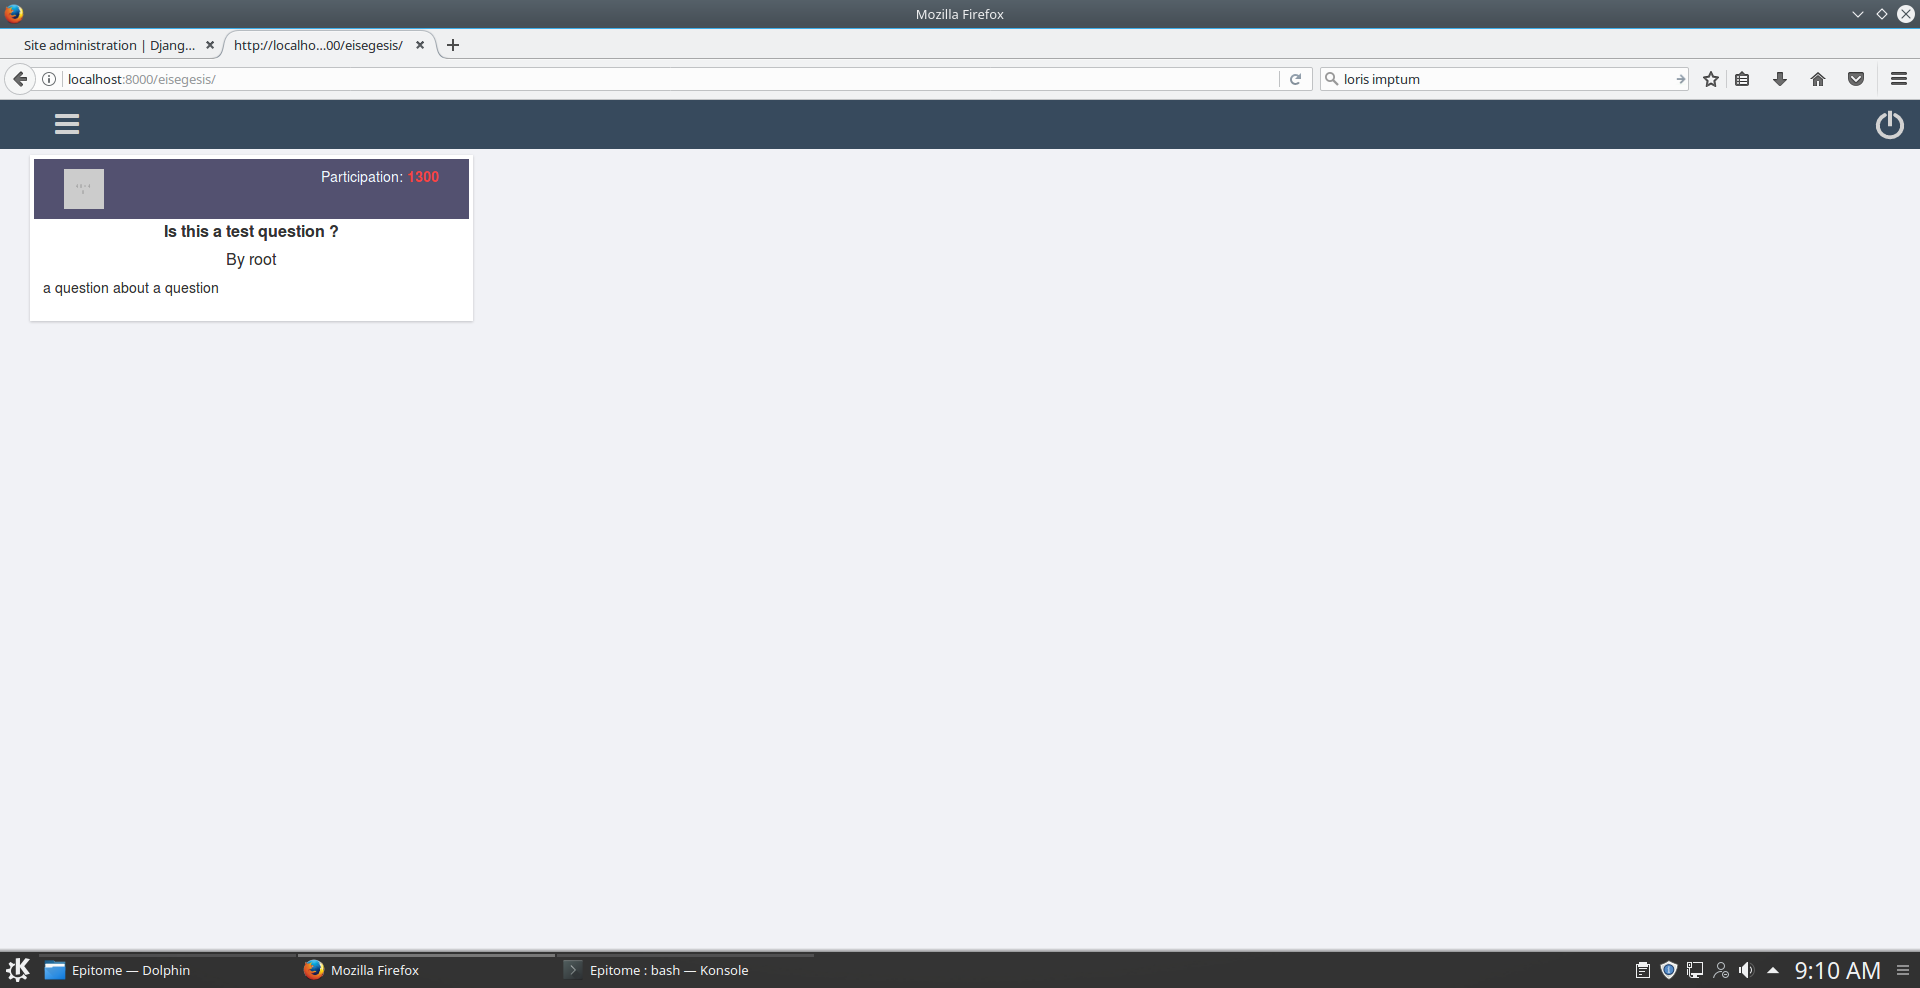 Mozilla Firefox
Site administration | Djang...
http://localho...00/eisegesis/
localhost:8000/eisegesis/
loris imptum
Participation: 1300
Is this a test question ?
By root
a question about a question
Epitome — Dolphin
Mozilla Firefox
Epitome : bash — Konsole
9:10 AM